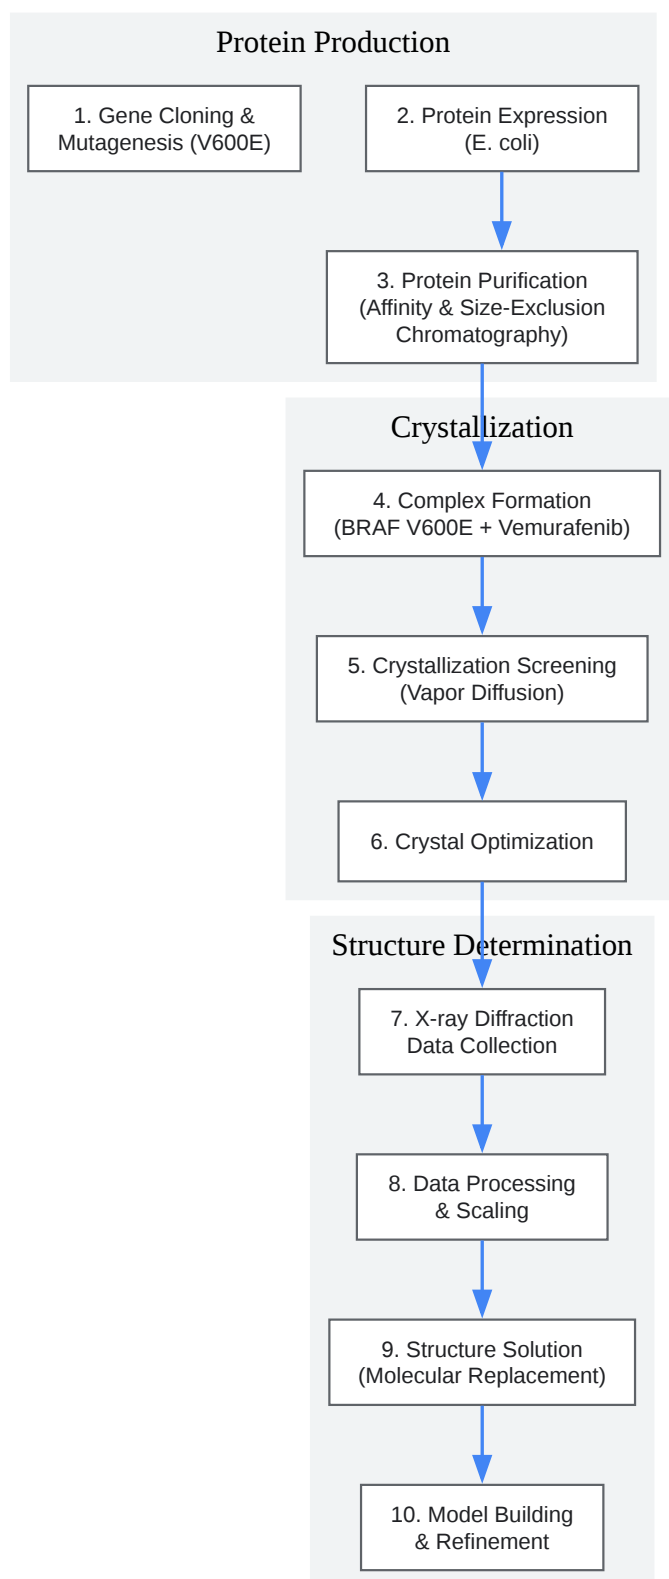 Protein Production
1. Gene Cloning &
Mutagenesis (V600E)
2. Protein Expression
(E. coli)
3. Protein Purification
(Affinity & Size-Exclusion
Chromatography)
Crystallization
4. Complex Formation
(BRAF V600E + Vemurafenib)
5. Crystallization Screening
(Vapor Diffusion)
6. Crystal Optimization
Structure Determination
7. X-ray Diffraction
Data Collection
8. Data Processing
& Scaling
9. Structure Solution
(Molecular Replacement)
10. Model Building
& Refinement